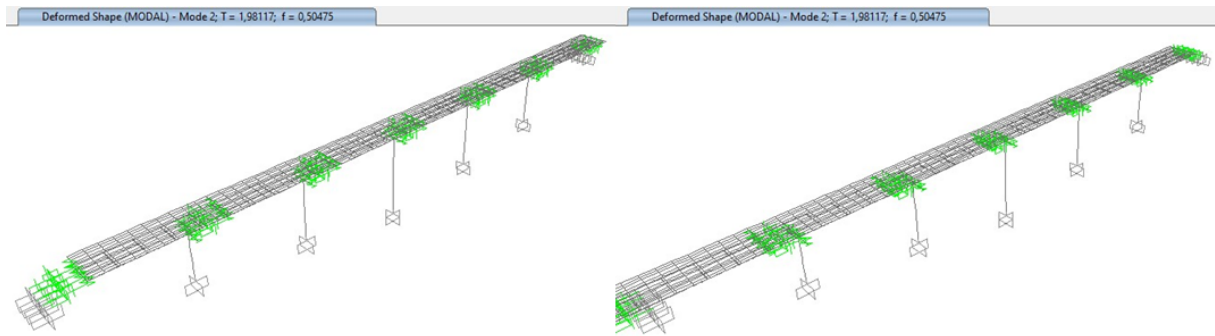 Deformed Shape (MODAL) - Mode 2; T = 1,98117; f = 0,50475
Deformed Shape (MODAL) - Mode 2; T = 1,98117; f = 0,50475